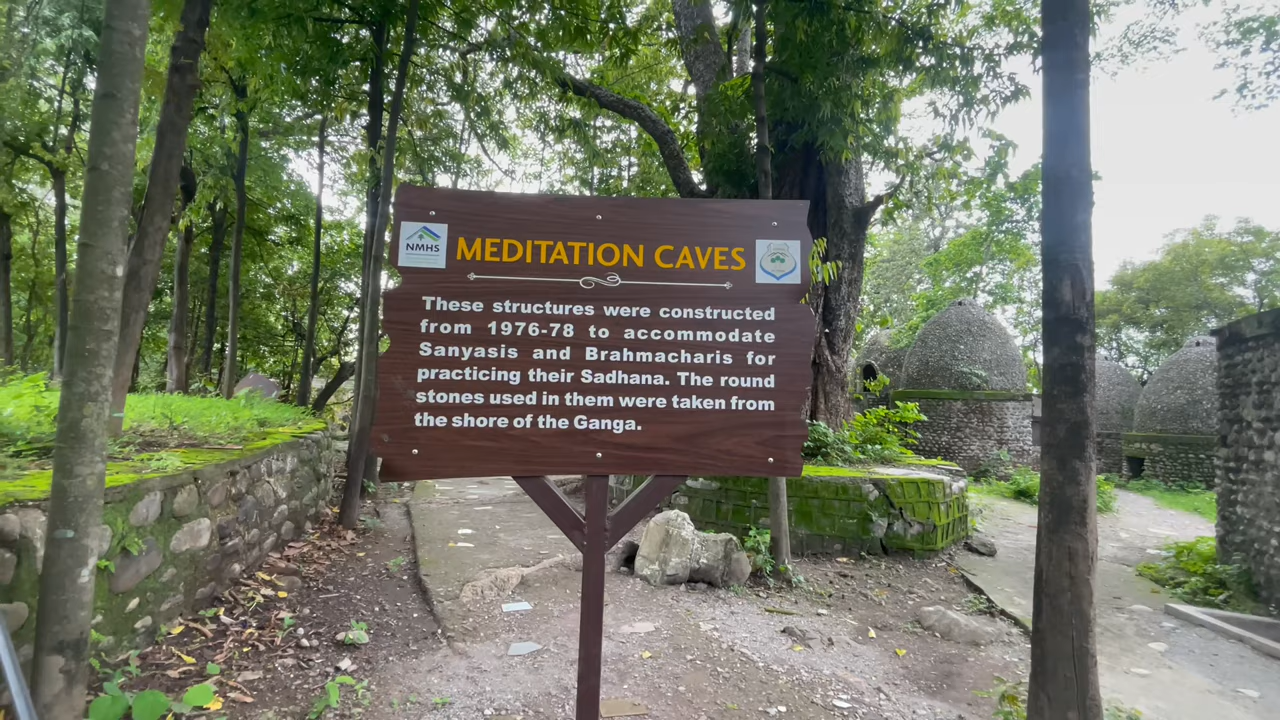 NMHS
MEDITATION CAVES
These structures were constructed
from 1976-78 to accommodate
Sanyasis and Brahmacharis for
practicing their Sadhana. The round
stones used in them were taken from
the shore of the Ganga.